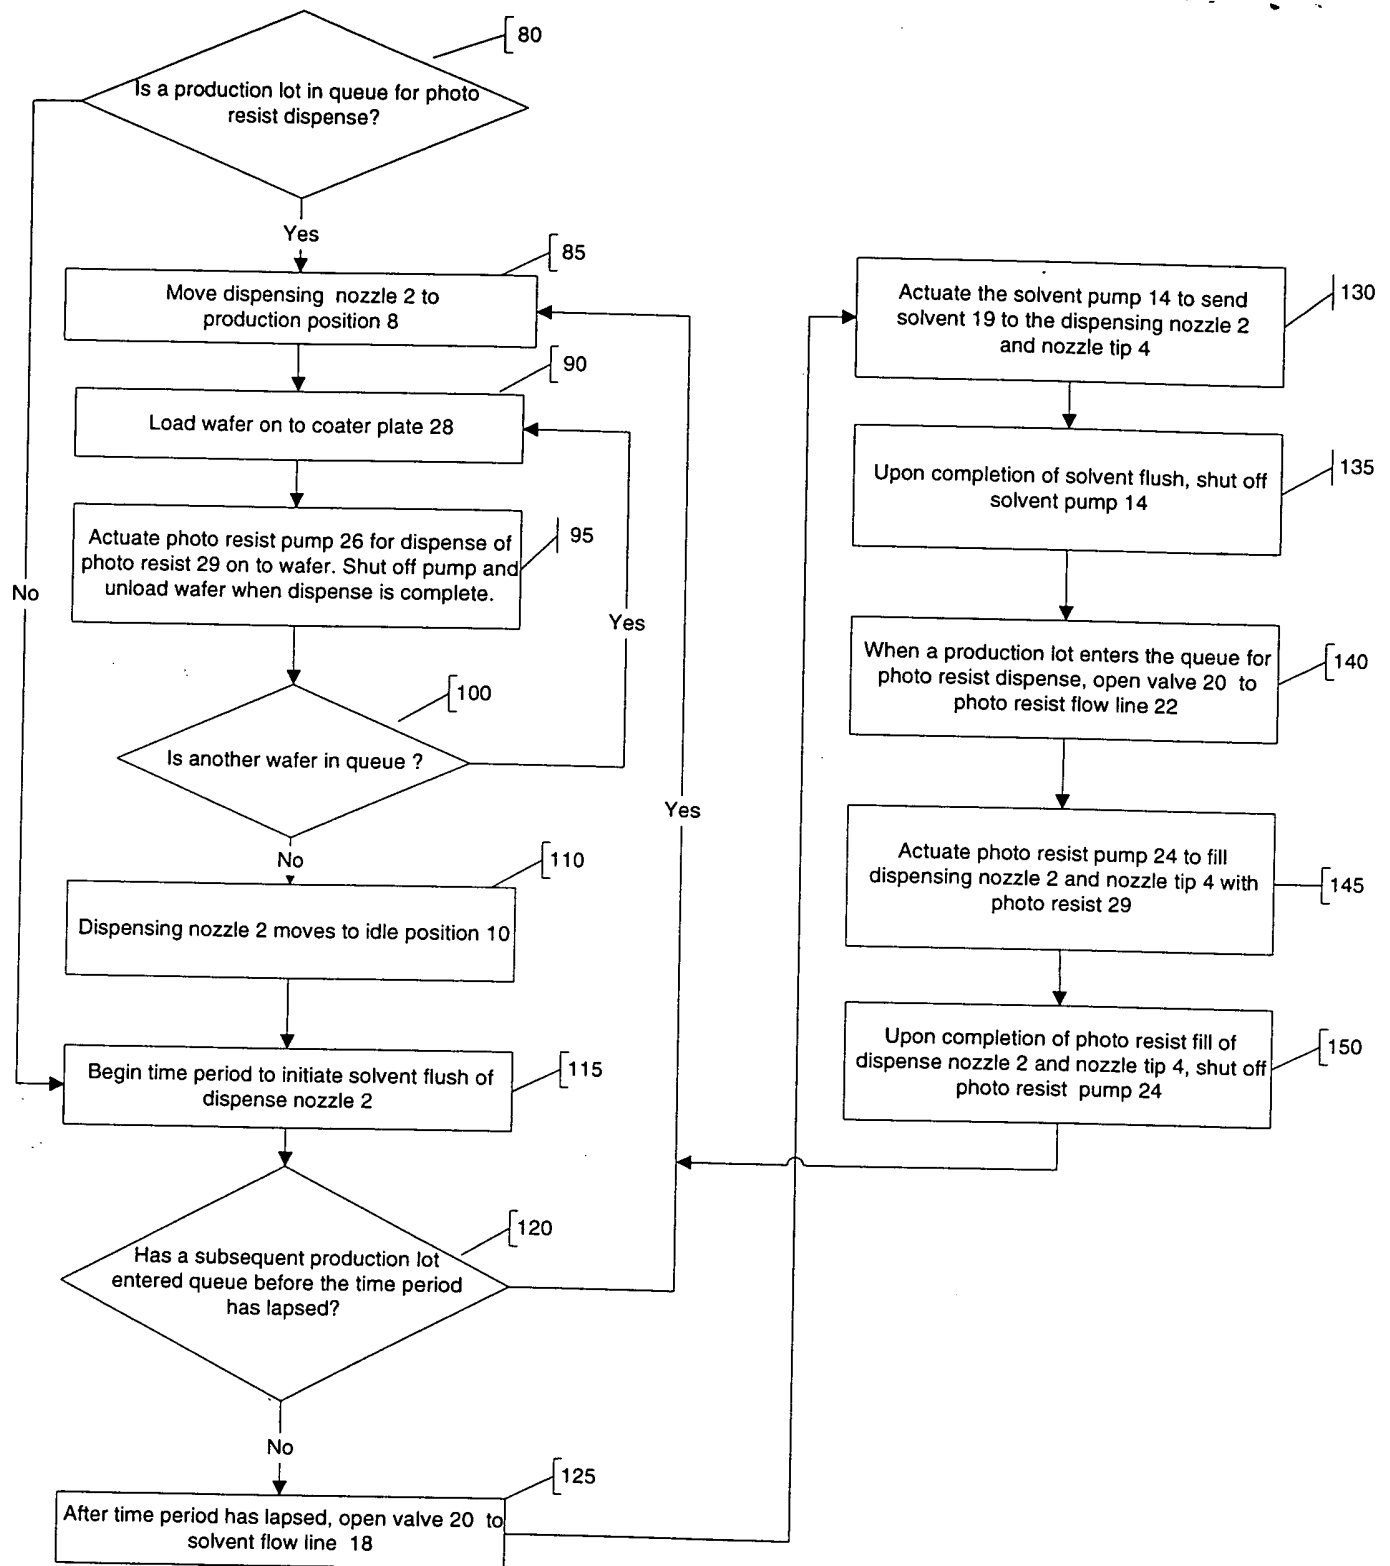 80
Is a production lot in queue for photo
resist dispense?
Yes
85
Move dispensing nozzle 2 to
production position 8
90
Load wafer on to coater plate 28
95
Actuate photo resist pump 26 for dispense of
photo resist 29 on to wafer. Shut off pump and
unload wafer when dispense is complete.
No
Yes
100
Is another wafer in queue ?
Yes
No
110
Dispensing nozzle 2 moves to idle position 10
115
Begin time period to initiate solvent flush of
dispense nozzle 2
120
Has a subsequent production lot
entered queue before the time period
has lapsed?
No
125
After time period has lapsed, open valve 20 to
solvent flow line 18
130
Actuate the solvent pump 14 to send
solvent 19 to the dispensing nozzle 2
and nozzle tip 4
135
Upon completion of solvent flush, shut off
solvent pump 14
140
When a production lot enters the queue for
photo resist dispense, open valve 20 to
photo resist flow line 22
145
Actuate photo resist pump 24 to fill
dispensing nozzle 2 and nozzle tip 4 with
photo resist 29
150
Upon completion of photo resist fill of
dispense nozzle 2 and nozzle tip 4, shut off
photo resist pump 24